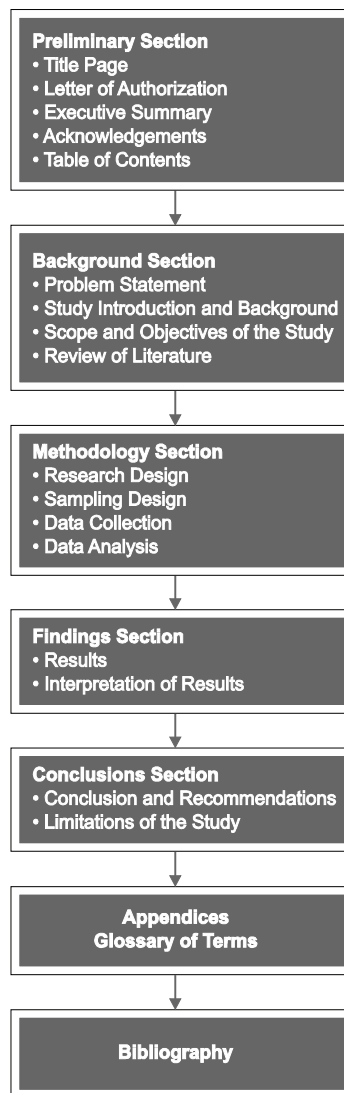 Preliminary Section
• Title Page
• Letter of Authorization
• Executive Summary
• Acknowledgements
• Table of Contents
Background Section
• Problem Statement
• Study Introduction and Background
• Scope and Objectives of the Study
• Review of Literature
Methodology Section
• Research Design
• Sampling Design
• Data Collection
• Data Analysis
Findings Section
• Results
• Interpretation of Results
Conclusions Section
• Conclusion and Recommendations
• Limitations of the Study
Appendices
Glossary of Terms
Bibliography